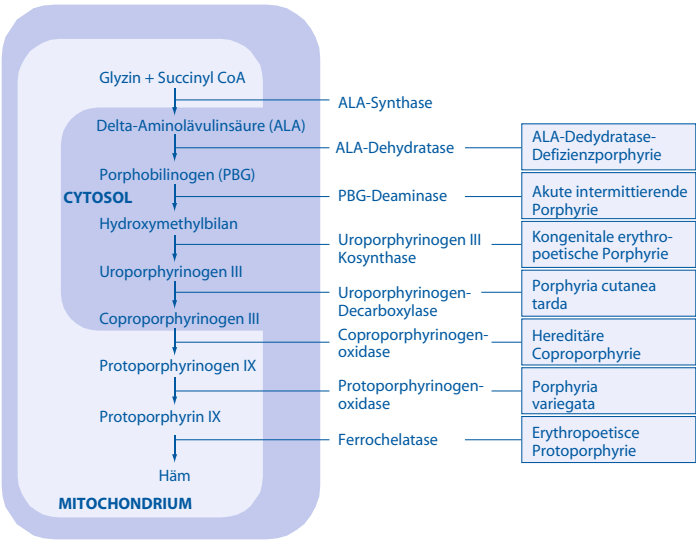 Glyzin + Succinyl CoA
ALA-Synthase
Delta-Aminolävulinsäure (ALA)
ALA-Dehydratase
ALA-Dedydratase-
Defizienzporphyrie
Porphobilinogen (PBG)
CYTOSOL
PBG-Deaminase
Akute intermittierende
Porphyrie
Hydroxymethylbilan
Uroporphyrinogen III
Kosynthase
Kongenitale erythro-
poetische Porphyrie
Uroporphyrinogen III
Uroporphyrinogen-
Decarboxylase
Porphyria cutanea
tarda
Coproporphyrinogen III
Coproporphyrinogen-
oxidase
Hereditäre
Coproporphyrie
Protoporphyrinogen IX
Protoporphyrinogen-
oxidase
Porphyria
variegata
Protoporphyrin IX
Ferrochelatase
Erythropoetisce
Protoporphyrie
Häm
MITOCHONDRIUM